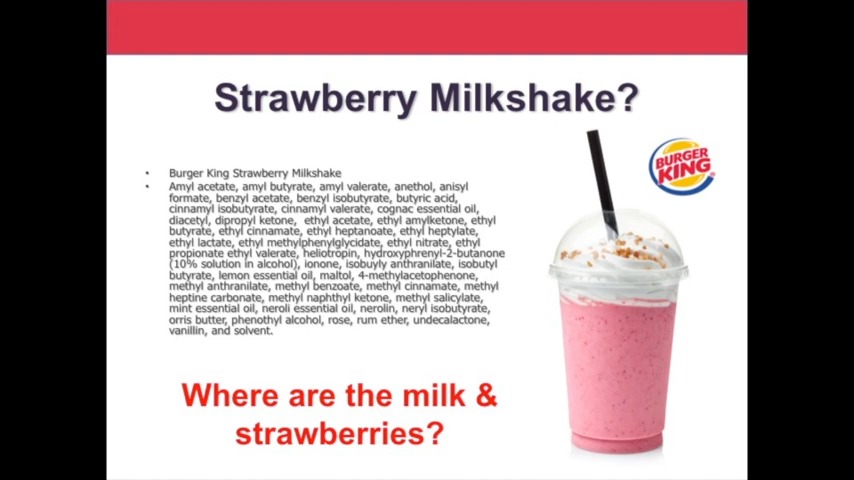 Strawberry Milkshake?
BURGER
KING
• Burger King Strawberry Milkshake
• Amyl acetate, amyl butyrate, amyl valerate, anethol, anisyl
formate, benzyl acetate, benzyl isobutyrate, butyric acid,
cinnamyl isobutyrate, cinnamyl valerate, cognac essential oil,
diacetyl, dipropyl ketone, ethyl acetate, ethyl amylketone, ethyl
butyrate, ethyl cinnamate, ethyl heptanoate, ethyl heptylate,
ethyl lactate, ethyl methylphenylglycidate, ethyl nitrate, ethyl
propionate ethyl valerate, heliotropin, hydroxyphrenyl-2-butanone
(10% solution in alcohol), ionone, isobuyly anthranilate, isobutyl
butyrate, lemon essential oil, maltol, 4-methylacetophenone,
methyl anthranilate, methyl benzoate, methyl cinnamate, methyl
heptine carbonate, methyl naphthyl ketone, methyl salicylate,
mint essential oil, neroli essential oil, nerolin, neryl isobutyrate,
orris butter, phenothyl alcohol, rose, rum ether, undecalactone,
vanillin, and solvent.
Where are the milk &
strawberries?